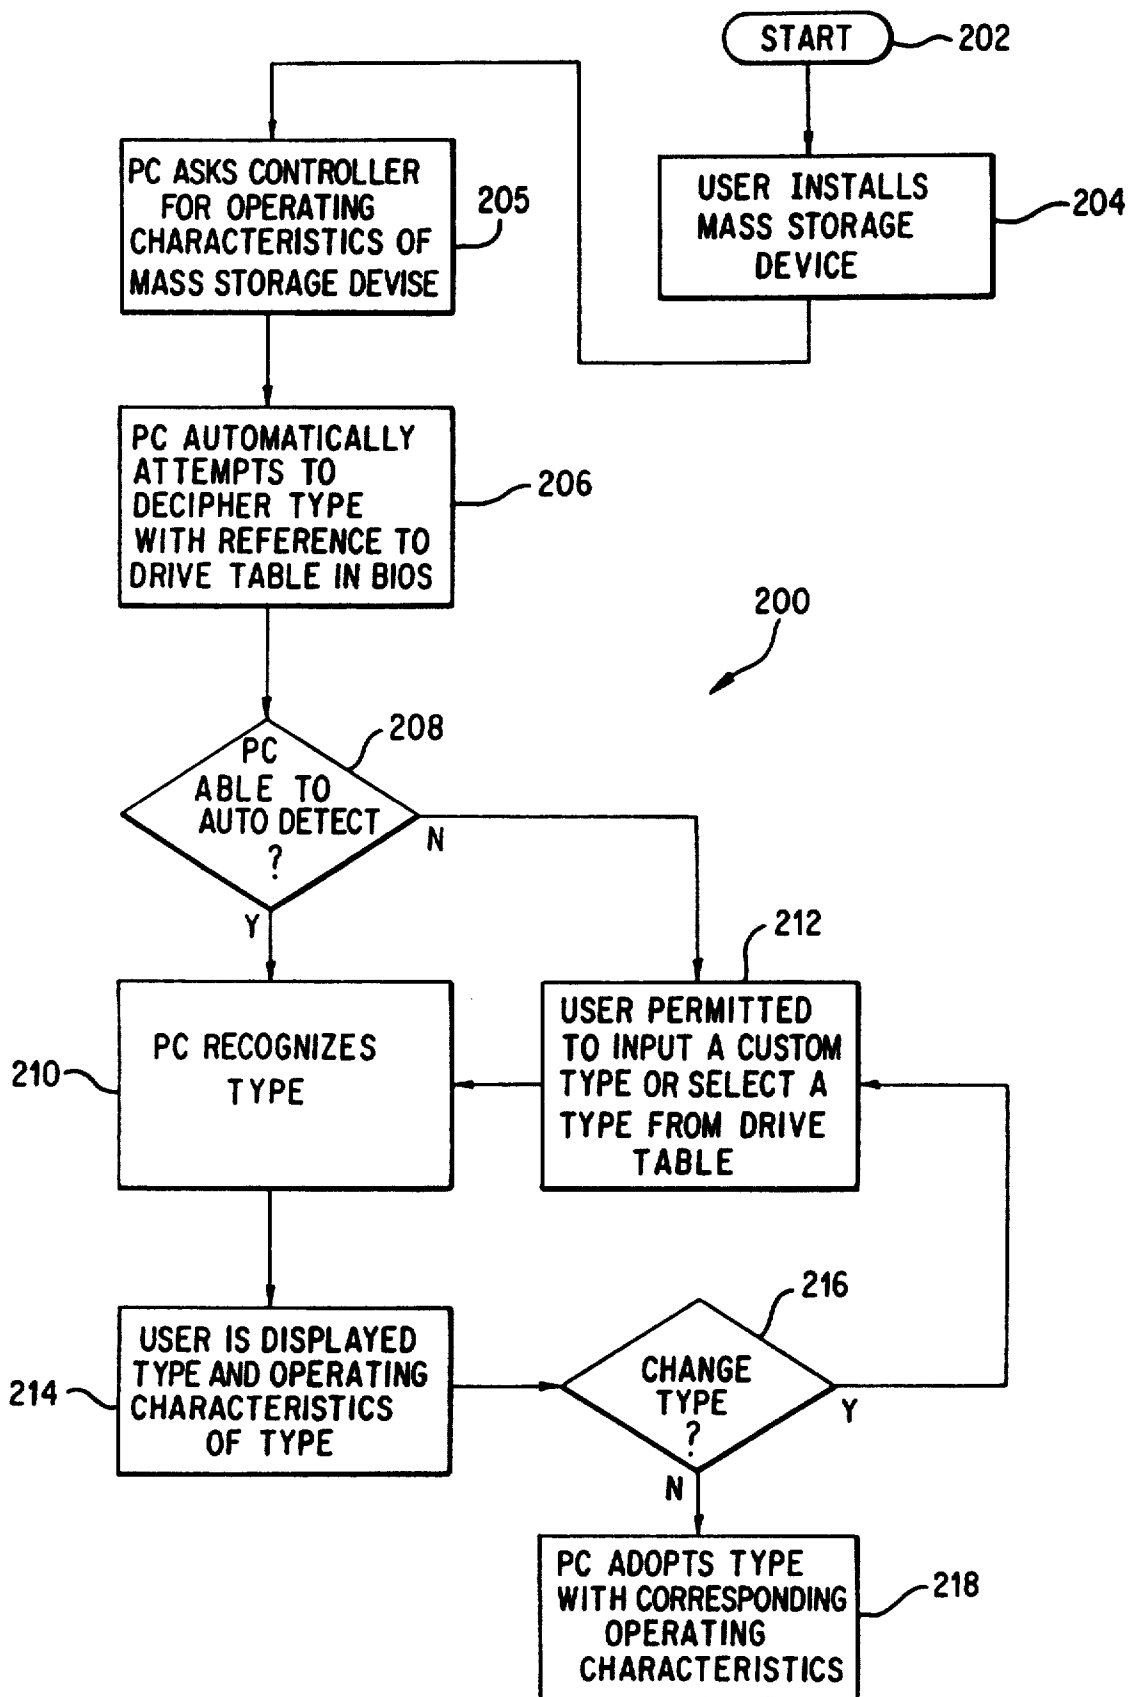 START
202
USER INSTALLS
MASS STORAGE
DEVICE
204
PC ASKS CONTROLLER
FOR OPERATING
CHARACTERISTICS OF
MASS STORAGE DEVISE
205
PC AUTOMATICALLY
ATTEMPTS TO
DECIPHER TYPE
WITH REFERENCE TO
DRIVE TABLE IN BIOS
206
200
PC
ABLE TO
AUTO DETECT
?
208
N
Y
212
USER PERMITTED
TO INPUT A CUSTOM
TYPE OR SELECT A
TYPE FROM DRIVE
TABLE
PC RECOGNIZES
TYPE
210
USER IS DISPLAYED
TYPE AND OPERATING
CHARACTERISTICS
OF TYPE
214
216
CHANGE
TYPE
?
Y
N
PC ADOPTS TYPE
WITH CORRESPONDING
OPERATING
CHARACTERISTICS
218